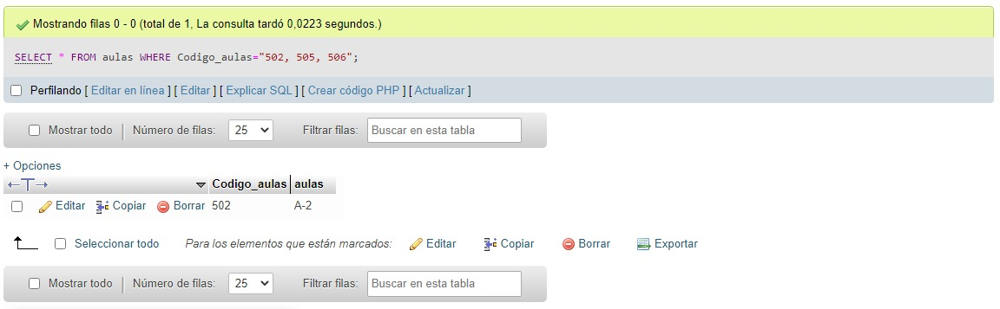 Mostrando filas 0 - 0 (total de 1, La consulta tardó 0,0223 segundos.)
SELECT * FROM aulas WHERE Codigo_aulas="502, 505, 506";
Perfilando [ Editar en línea ] [ Editar ] [ Explicar SQL ] [ Crear código PHP ] [ Actualizar ]
Mostrar todo | Número de filas: 25 Filtrar filas: Buscar en esta tabla
+ Opciones
←T→ Codigo_aulas aulas
Editar Copiar Borrar 502 A-2
Seleccionar todo Para los elementos que están marcados: Editar Copiar Borrar Exportar
Mostrar todo | Número de filas: 25 Filtrar filas: Buscar en esta tabla